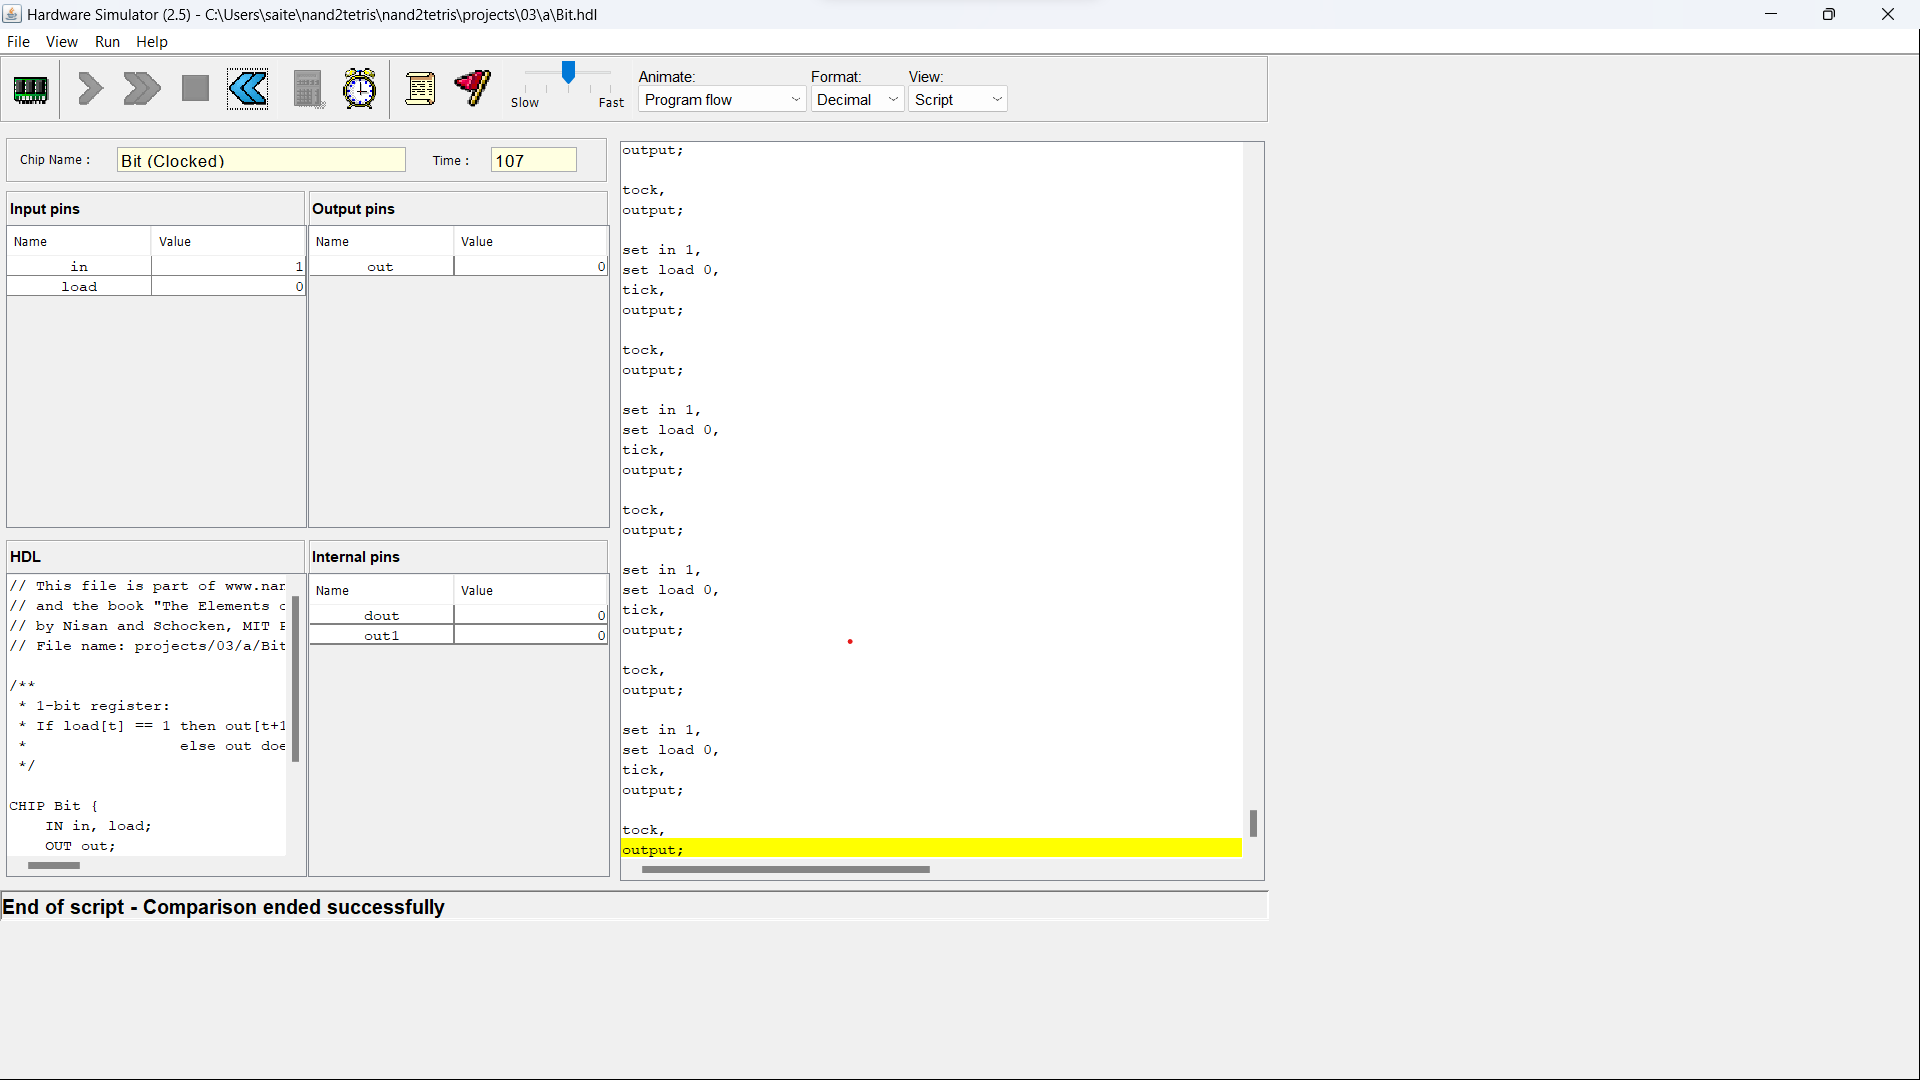 Hardware Simulator (2.5) - C:\Users\saite\nand2tetris\nand2tetris\projects\03\a\Bit.hdl
File View Run Help
Slow Fast
Animate:
Program flow
Format:
Decimal
View:
Script
Chip Name :
Bit (Clocked)
Time :
107
Input pins
Name Value
in 1
load 0
Output pins
Name Value
out 0
HDL
// This file is part of www.nan
// and the book "The Elements o
// by Nisan and Schocken, MIT P
// File name: projects/03/a/Bit
/**
* 1-bit register:
* If load[t] == 1 then out[t+1
* else out doe
*/
CHIP Bit {
IN in, load;
OUT out;
Internal pins
Name Value
dout 0
out1 0
output;
tock,
output;
set in 1,
set load 0,
tick,
output;
tock,
output;
set in 1,
set load 0,
tick,
output;
tock,
output;
set in 1,
set load 0,
tick,
output;
tock,
output;
set in 1,
set load 0,
tick,
output;
tock,
output;
End of script - Comparison ended successfully